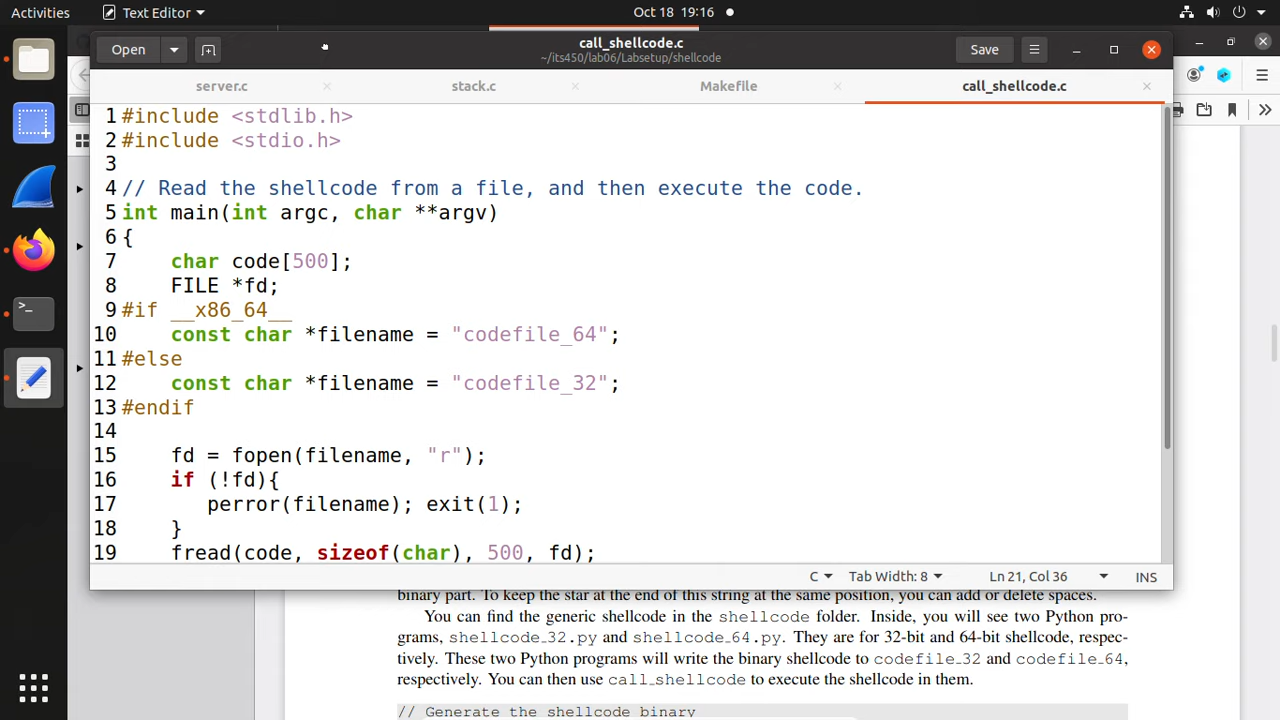 Activities
Text Editor
Oct 18 19:16
Open
call_shellcode.c
~/its450/lab06/Labsetup/shellcode
Save
server.c
stack.c
Makefile
call_shellcode.c
1 #include <stdlib.h>
2 #include <stdio.h>
3
4 // Read the shellcode from a file, and then execute the code.
5 int main(int argc, char **argv)
6 {
7 char code[500];
8 FILE *fd;
9 #if __x86_64__
10 const char *filename = "codefile_64";
11 #else
12 const char *filename = "codefile_32";
13 #endif
14
15 fd = fopen(filename, "r");
16 if (!fd){
17 perror(filename); exit(1);
18 }
19 fread(code, sizeof(char), 500, fd);
C
Tab Width: 8
Ln 21, Col 36
INS
binary part. To keep the star at the end of this string at the same position, you can add or delete spaces.
You can find the generic shellcode in the shellcode folder. Inside, you will see two Python pro-
grams, shellcode_32.py and shellcode_64.py. They are for 32-bit and 64-bit shellcode, respec-
tively. These two Python programs will write the binary shellcode to codefile_32 and codefile_64,
respectively. You can then use call_shellcode to execute the shellcode in them.
// Generate the shellcode binary